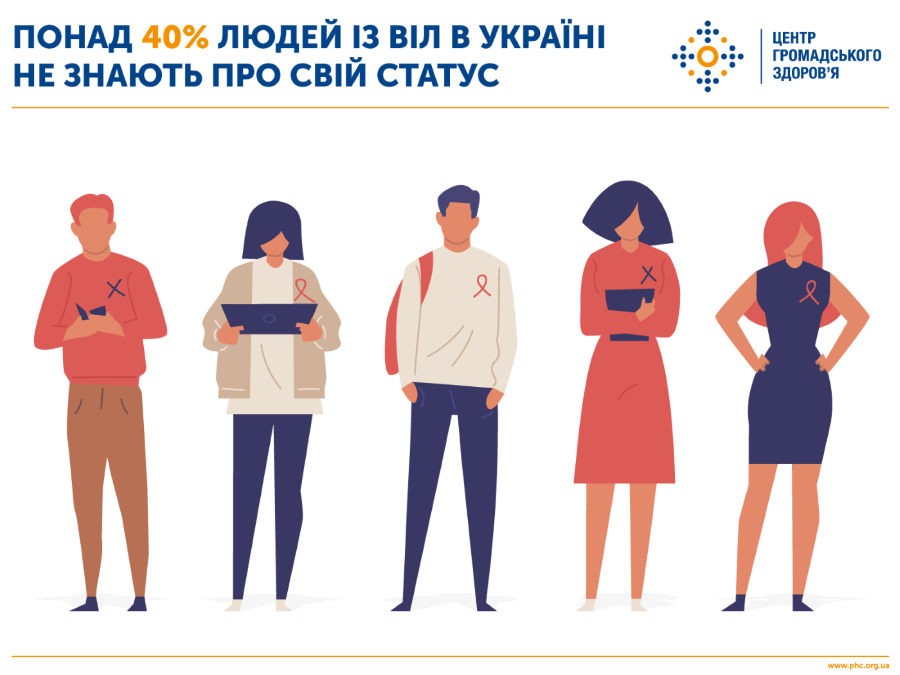 ПОНАД 40% ЛЮДЕЙ ІЗ ВІЛ В УКРАЇНІ
НЕ ЗНАЮТЬ ПРО СВІЙ СТАТУС
ЦЕНТР
ГРОМАДСЬКОГО
ЗДОРОВ'Я
www.phc.org.ua